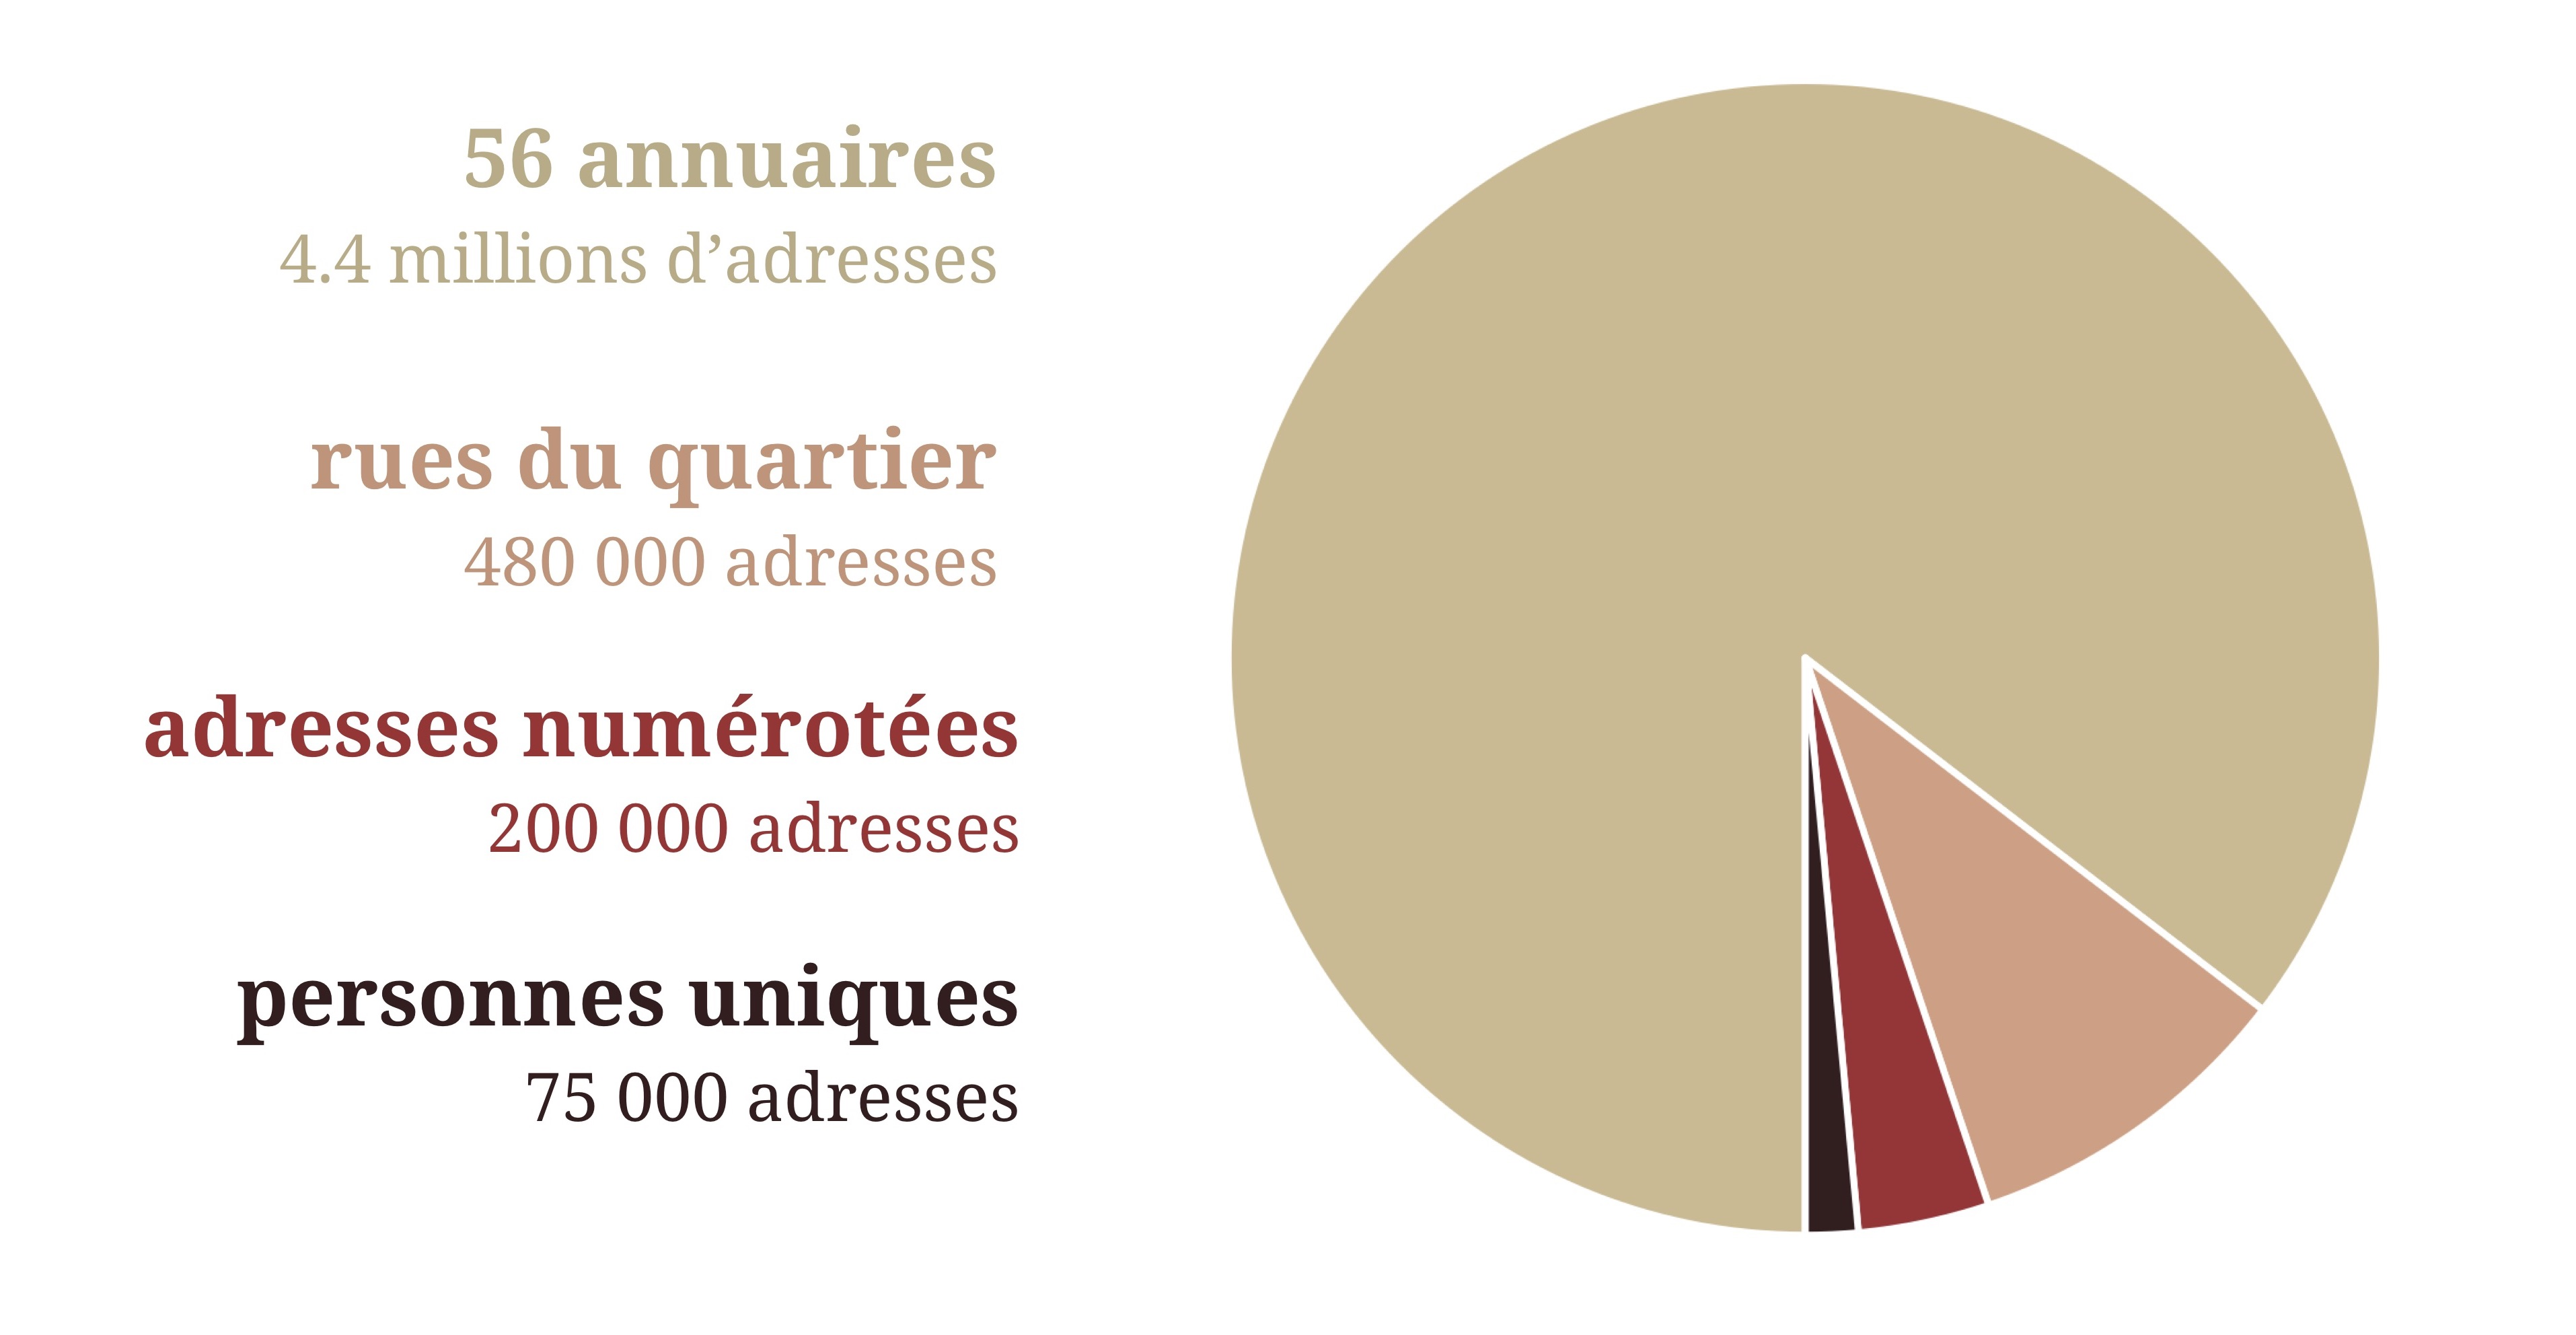 56 annuaires
4.4 millions d’adresses
rues du quartier
480 000 adresses
adresses numérotées
200 000 adresses
personnes uniques
75 000 adresses